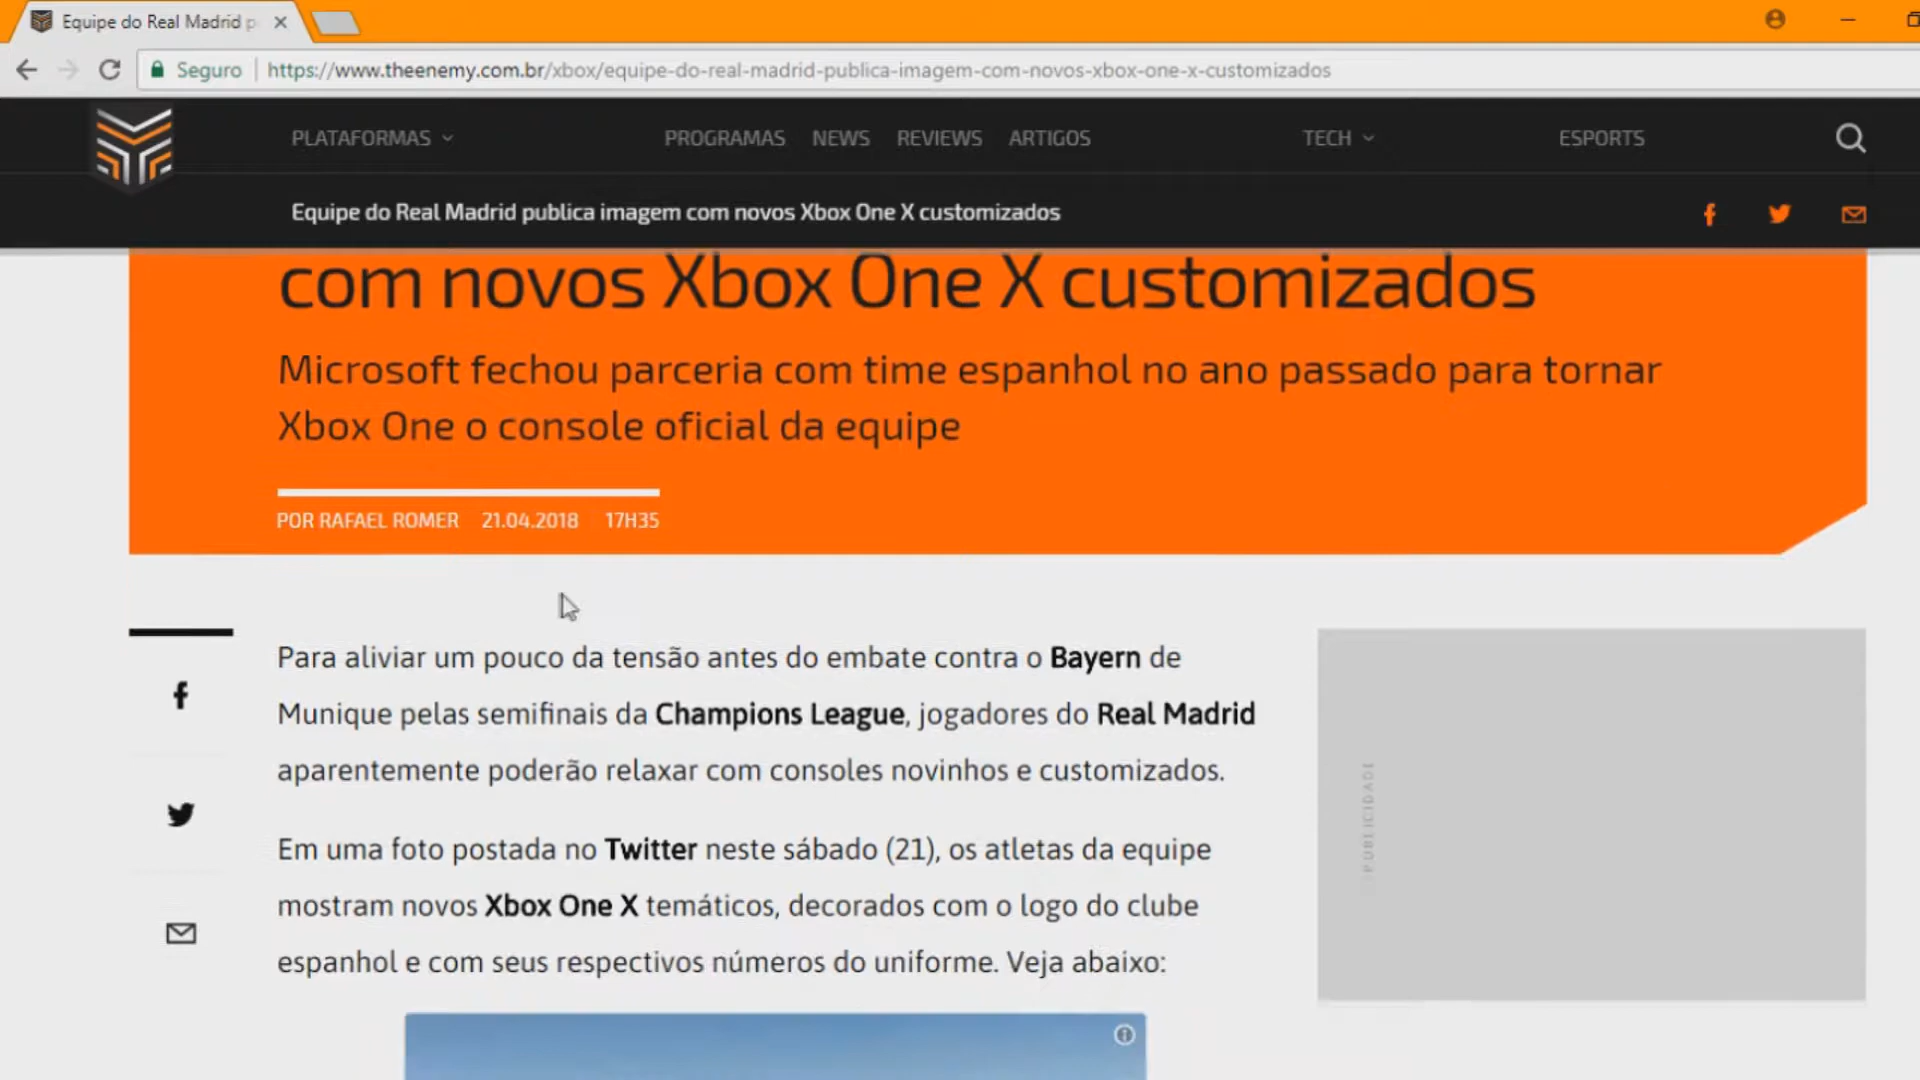 Equipe do Real Madrid p
Seguro
https://www.theenemy.com.br/xbox/equipe-do-real-madrid-publica-imagem-com-novos-xbox-one-x-customizados
PLATAFORMAS PROGRAMAS NEWS REVIEWS ARTIGOS TECH ESPORTS
Equipe do Real Madrid publica imagem com novos Xbox One X customizados
com novos Xbox One X customizados
Microsoft fechou parceria com time espanhol no ano passado para tornar
Xbox One o console oficial da equipe
POR RAFAEL ROMER 21.04.2018 17H35
Para aliviar um pouco da tensão antes do embate contra o Bayern de
Munique pelas semifinais da Champions League, jogadores do Real Madrid
aparentemente poderão relaxar com consoles novinhos e customizados.
Em uma foto postada no Twitter neste sábado (21), os atletas da equipe
mostram novos Xbox One X temáticos, decorados com o logo do clube
espanhol e com seus respectivos números do uniforme. Veja abaixo:
PUBLICIDADE